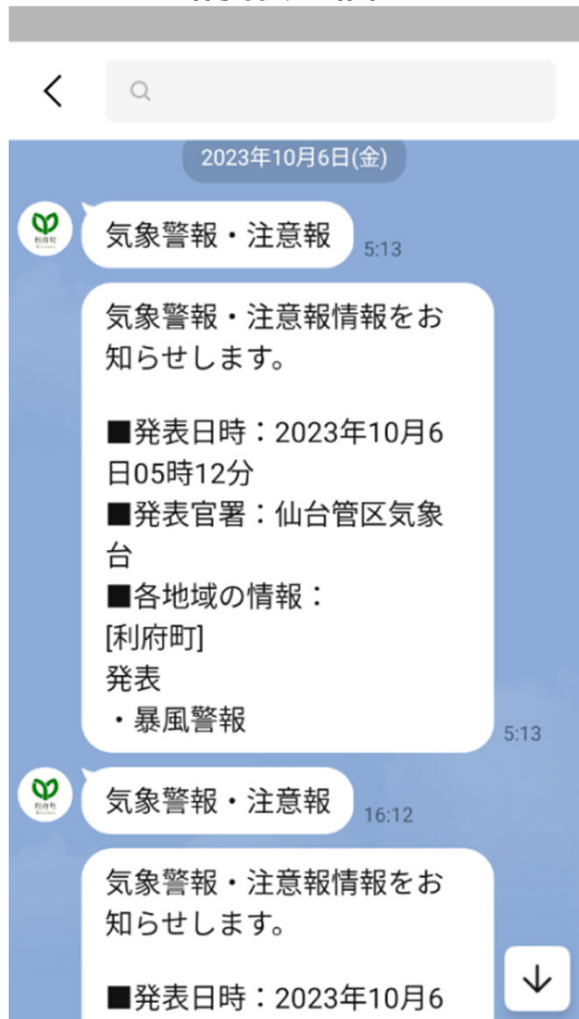 2023年10月6日(金)
気象警報・注意報
5:13
利府町
気象警報・注意報情報をお
知らせします。
■発表日時：2023年10月6
日05時12分
■発表官署：仙台管区気象
台
■各地域の情報：
[利府町]
発表
・暴風警報
5:13
利府町
気象警報・注意報
16:12
気象警報・注意報情報をお
知らせします。
■発表日時：2023年10月6